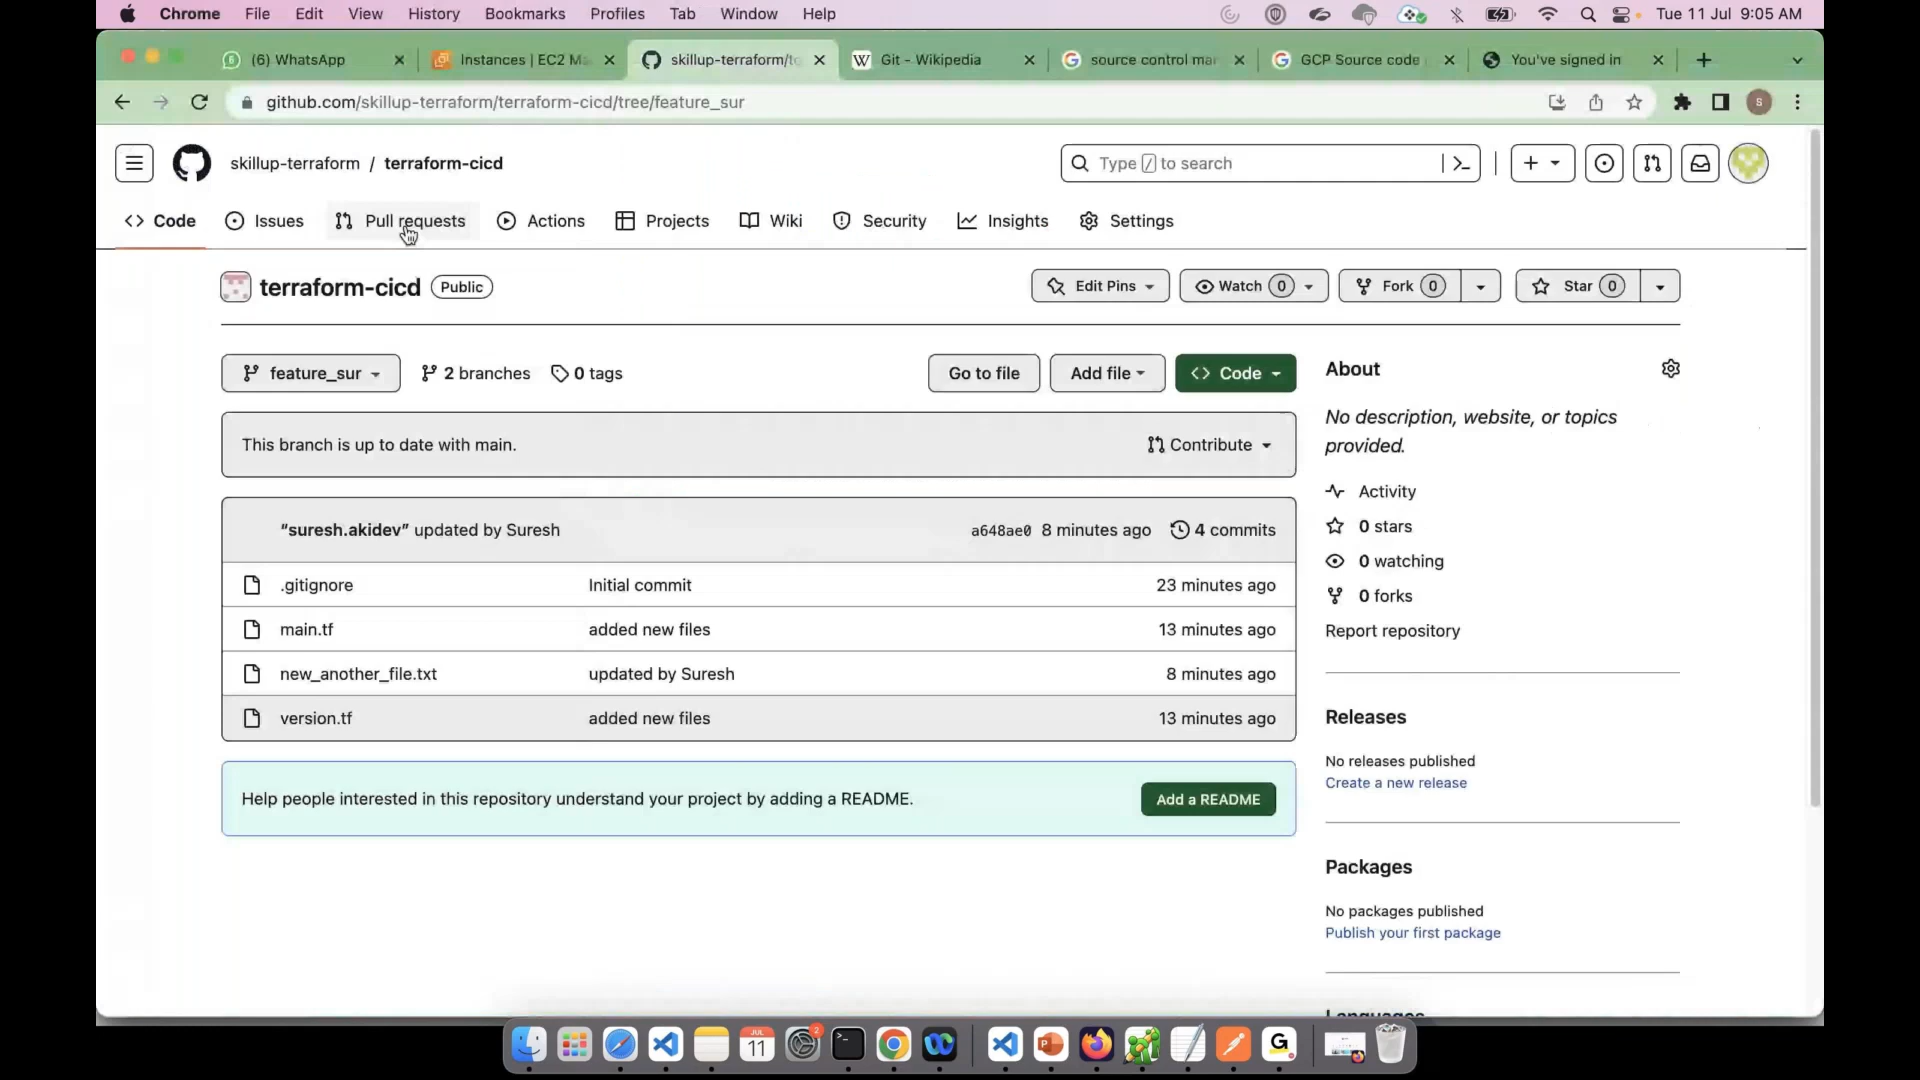 Chrome File Edit View History Bookmarks Profiles Tab Window Help Tue 11 Jul 9:05 AM
(6) WhatsApp Instances | EC2 Ma skillup-terraform/te Git - Wikipedia source control mar GCP Source code You've signed in
github.com/skillup-terraform/terraform-cicd/tree/feature_sur S
skillup-terraform / terraform-cicd Type / to search
Code Issues Pull requests Actions Projects Wiki Security Insights Settings
terraform-cicd Public Edit Pins Watch 0 Fork 0 Star 0
feature_sur 2 branches 0 tags Go to file Add file Code
This branch is up to date with main. Contribute
“suresh.akidev” updated by Suresh a648ae0 8 minutes ago 4 commits
.gitignore Initial commit 23 minutes ago
main.tf added new files 13 minutes ago
new_another_file.txt updated by Suresh 8 minutes ago
version.tf added new files 13 minutes ago
Help people interested in this repository understand your project by adding a README. Add a README
About
No description, website, or topics
provided.
Activity
0 stars
0 watching
0 forks
Report repository
Releases
No releases published
Create a new release
Packages
No packages published
Publish your first package
Languages
JUL
11
2